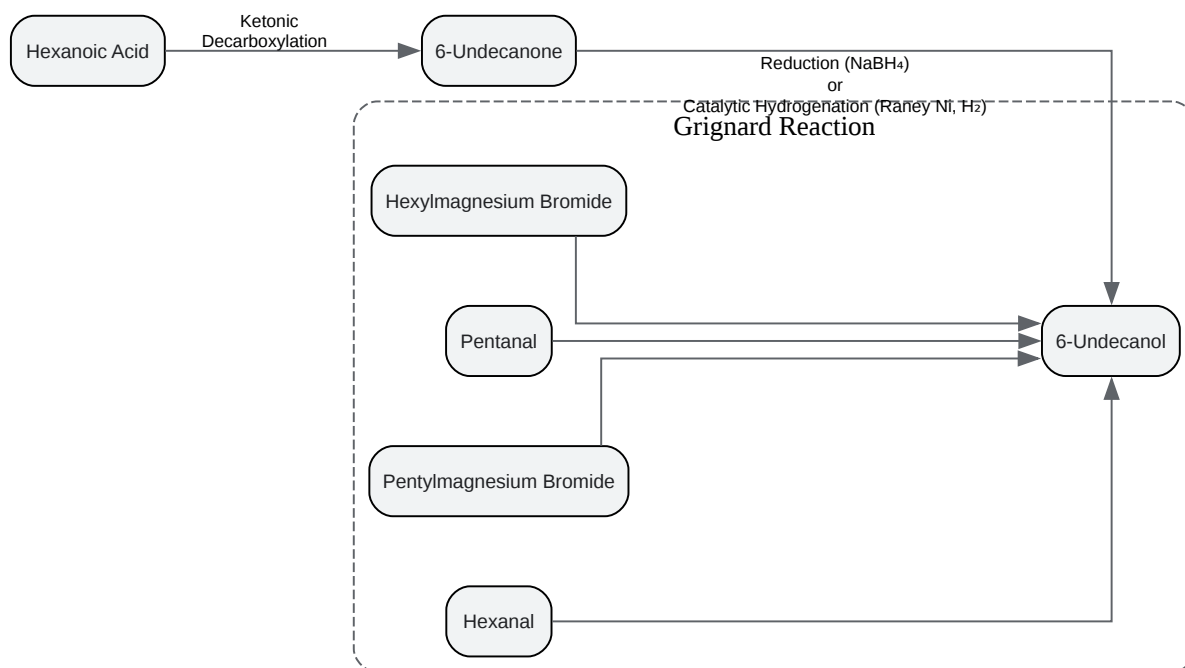 Hexanoic Acid
Ketonic
Decarboxylation
6-Undecanone
Reduction (NaBH₄)
or
Catalytic Hydrogenation (Raney Ni, H₂)
Grignard Reaction
Hexylmagnesium Bromide
Pentanal
6-Undecanol
Pentylmagnesium Bromide
Hexanal